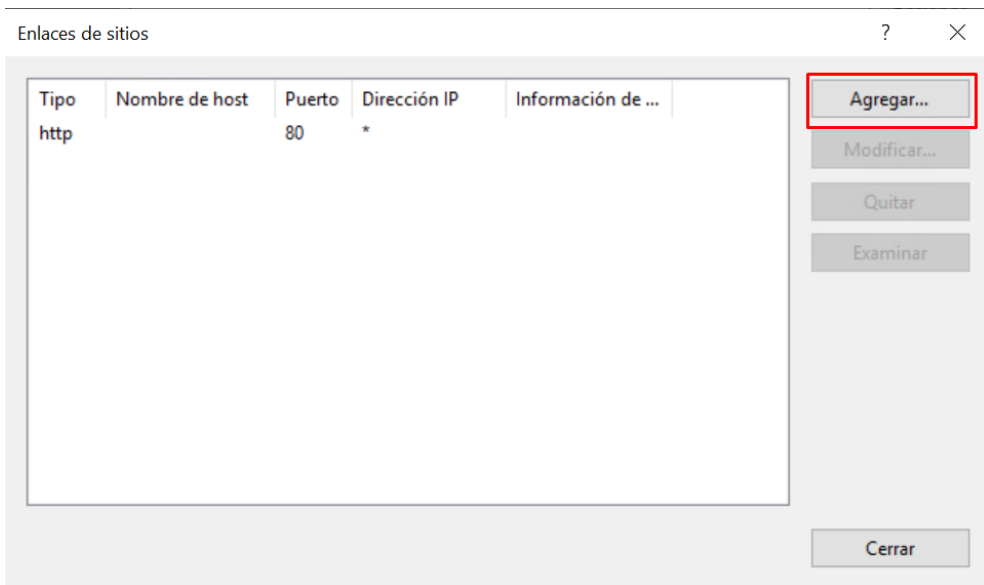 Enlaces de sitios
Tipo Nombre de host Puerto Dirección IP Información de ...
http 80 *
Agregar...
Modificar...
Quitar
Examinar
Cerrar